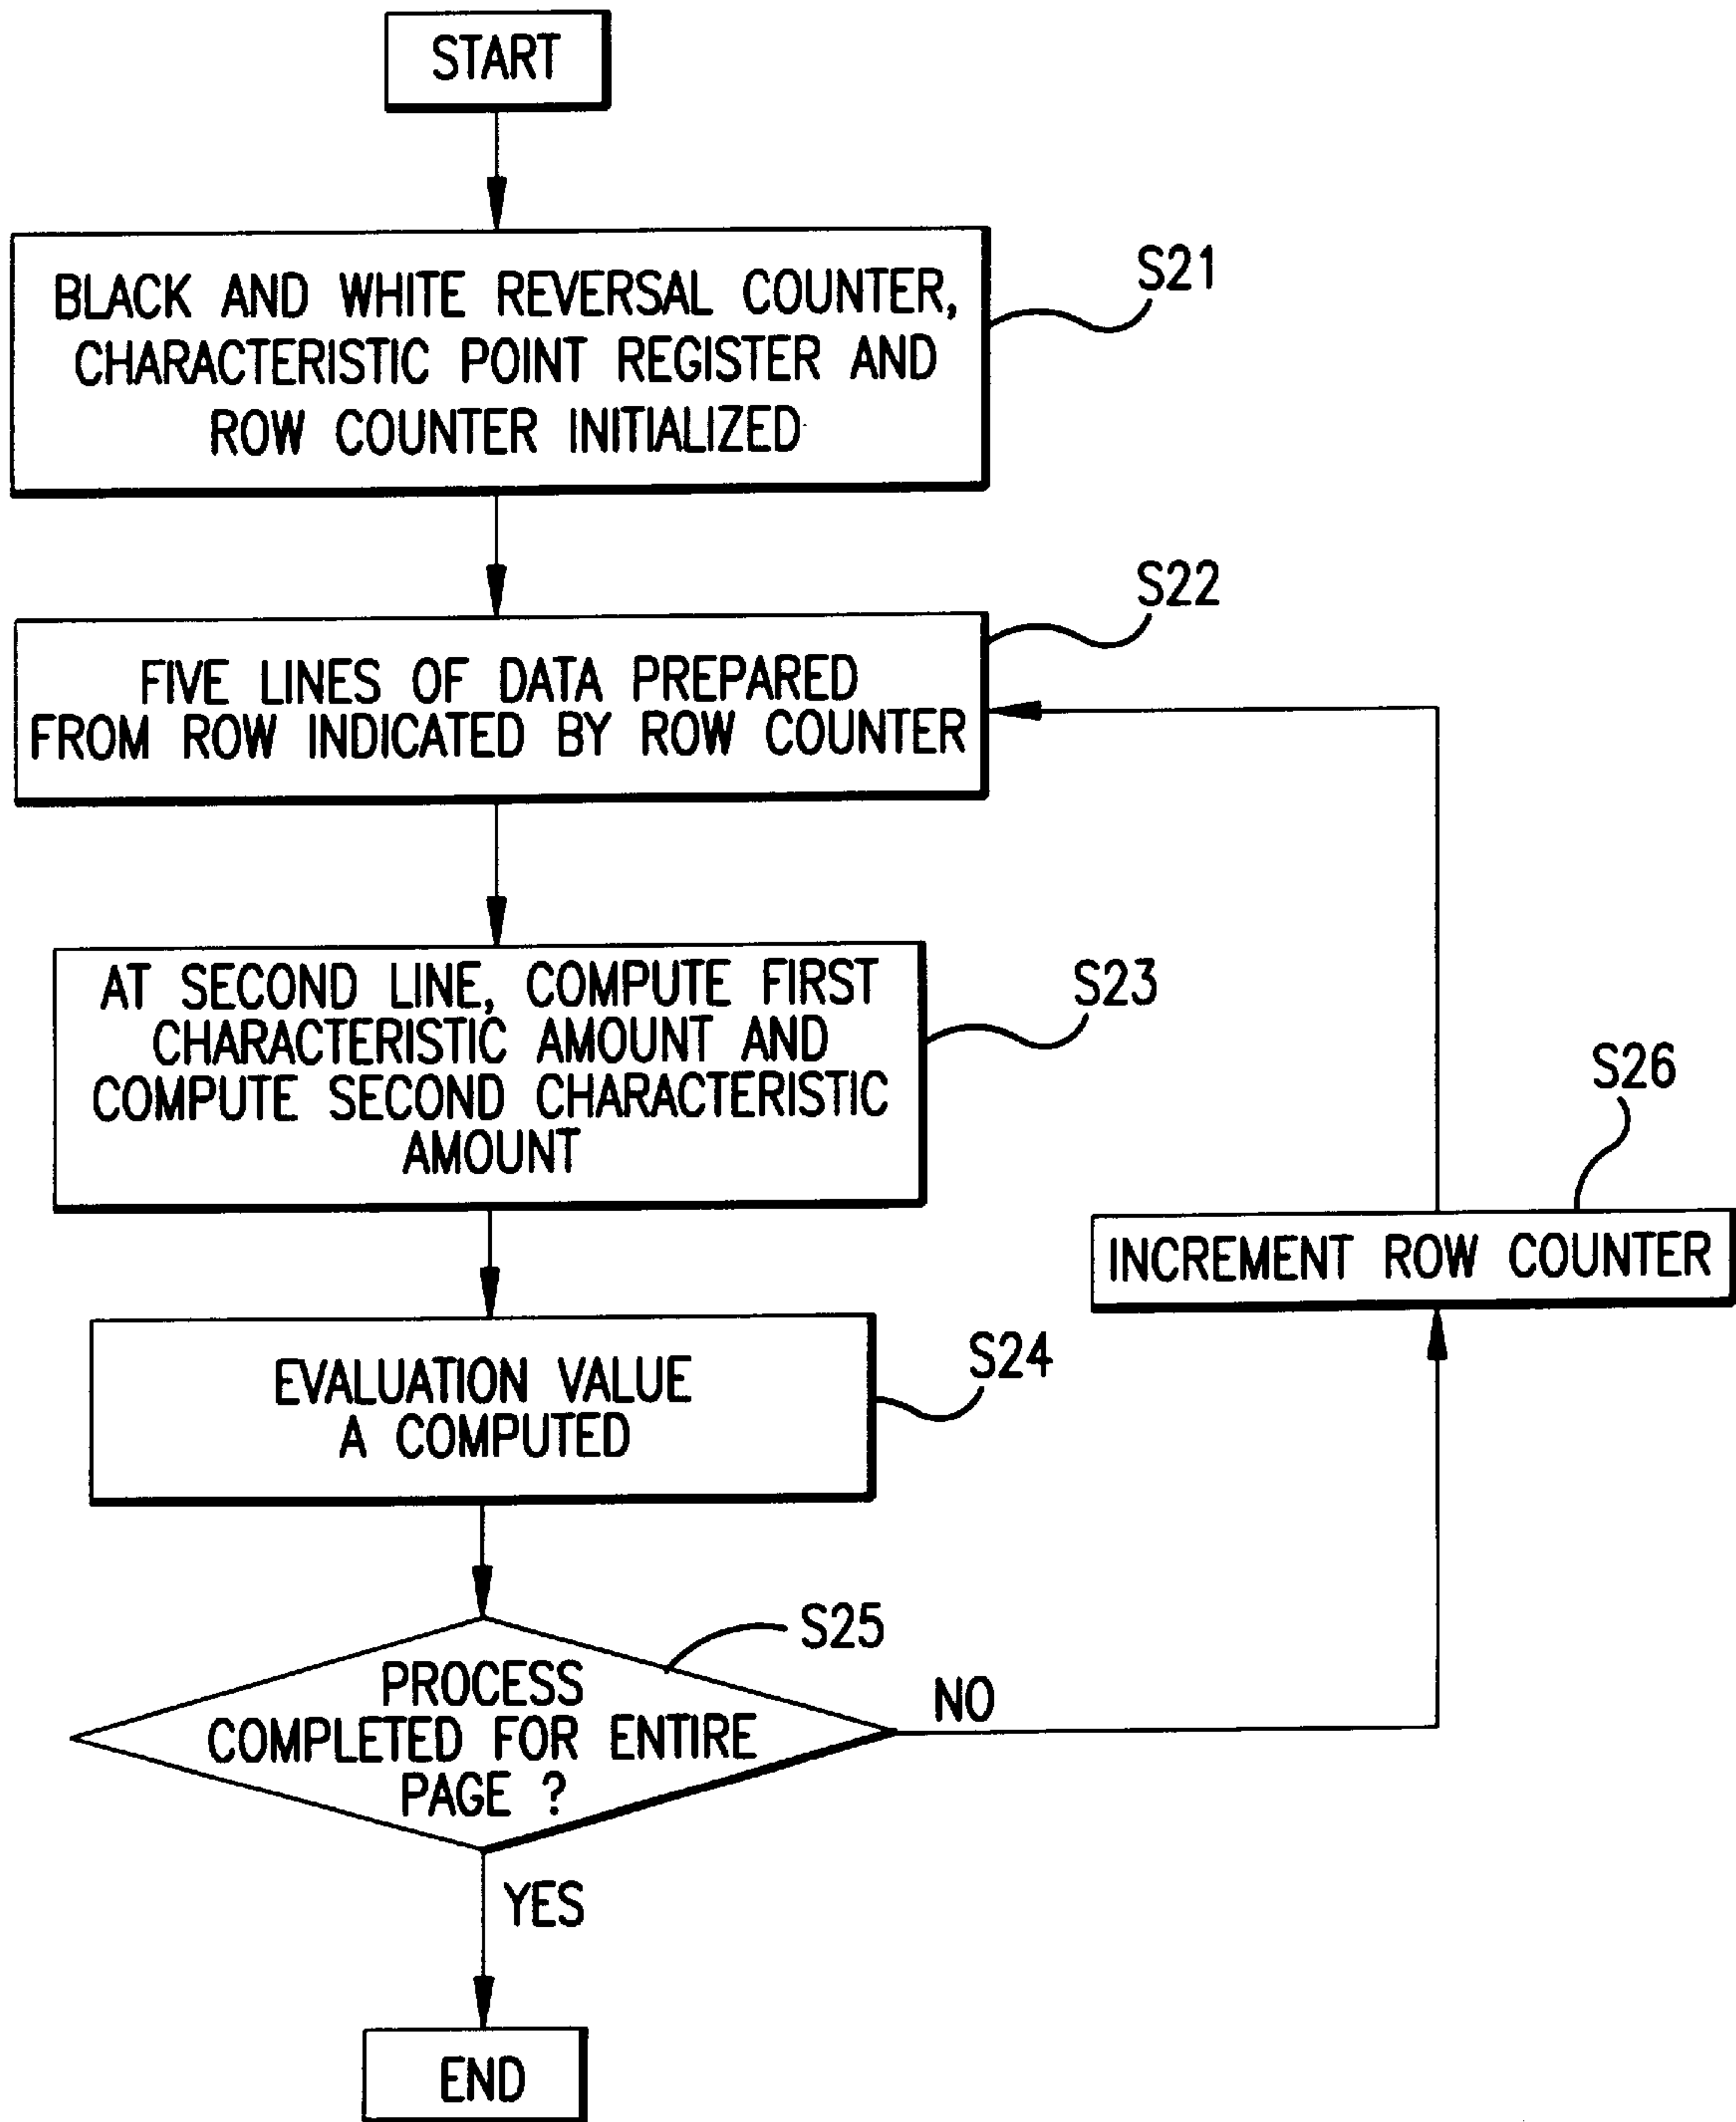 START
BLACK AND WHITE REVERSAL COUNTER,
CHARACTERISTIC POINT REGISTER AND
ROW COUNTER INITIALIZED
S21
FIVE LINES OF DATA PREPARED
FROM ROW INDICATED BY ROW COUNTER
S22
AT SECOND LINE, COMPUTE FIRST
CHARACTERISTIC AMOUNT AND
COMPUTE SECOND CHARACTERISTIC
AMOUNT
S23
EVALUATION VALUE
A COMPUTED
S24
PROCESS
COMPLETED FOR ENTIRE
PAGE ?
S25
NO
INCREMENT ROW COUNTER
S26
YES
END